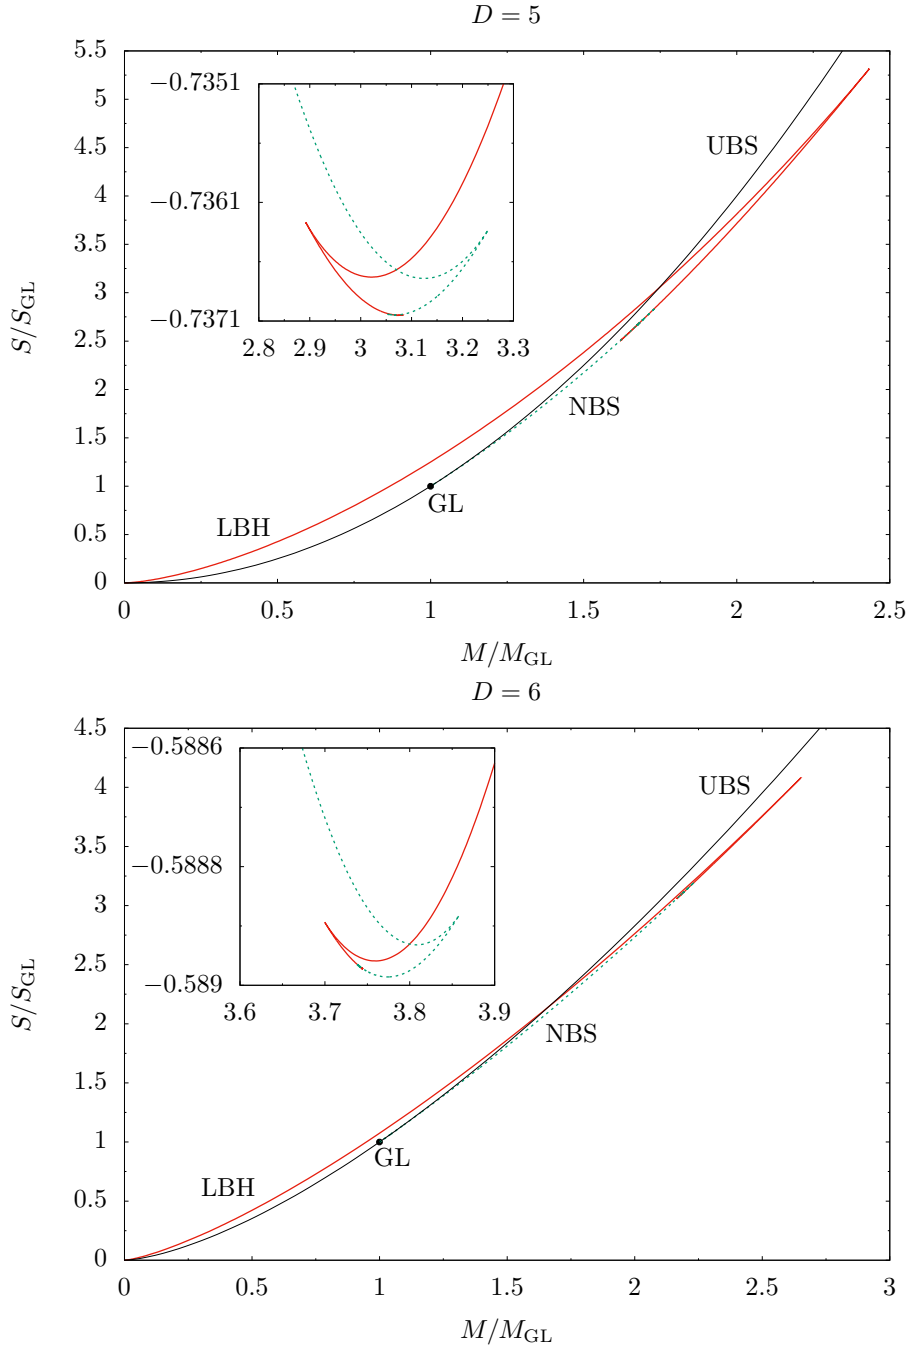 D = 5
5.5
5
4.5
4
3.5
3
2.5
2
1.5
1
0.5
0
S/S_GL
−0.7351
−0.7361
−0.7371
2.8 2.9 3 3.1 3.2 3.3
UBS
NBS
GL
LBH
0 0.5 1 1.5 2 2.5
M/M_GL
D = 6
4.5
4
3.5
3
2.5
2
1.5
1
0.5
0
S/S_GL
−0.5886
−0.5888
−0.589
3.6 3.7 3.8 3.9
UBS
NBS
GL
LBH
0 0.5 1 1.5 2 2.5 3
M/M_GL